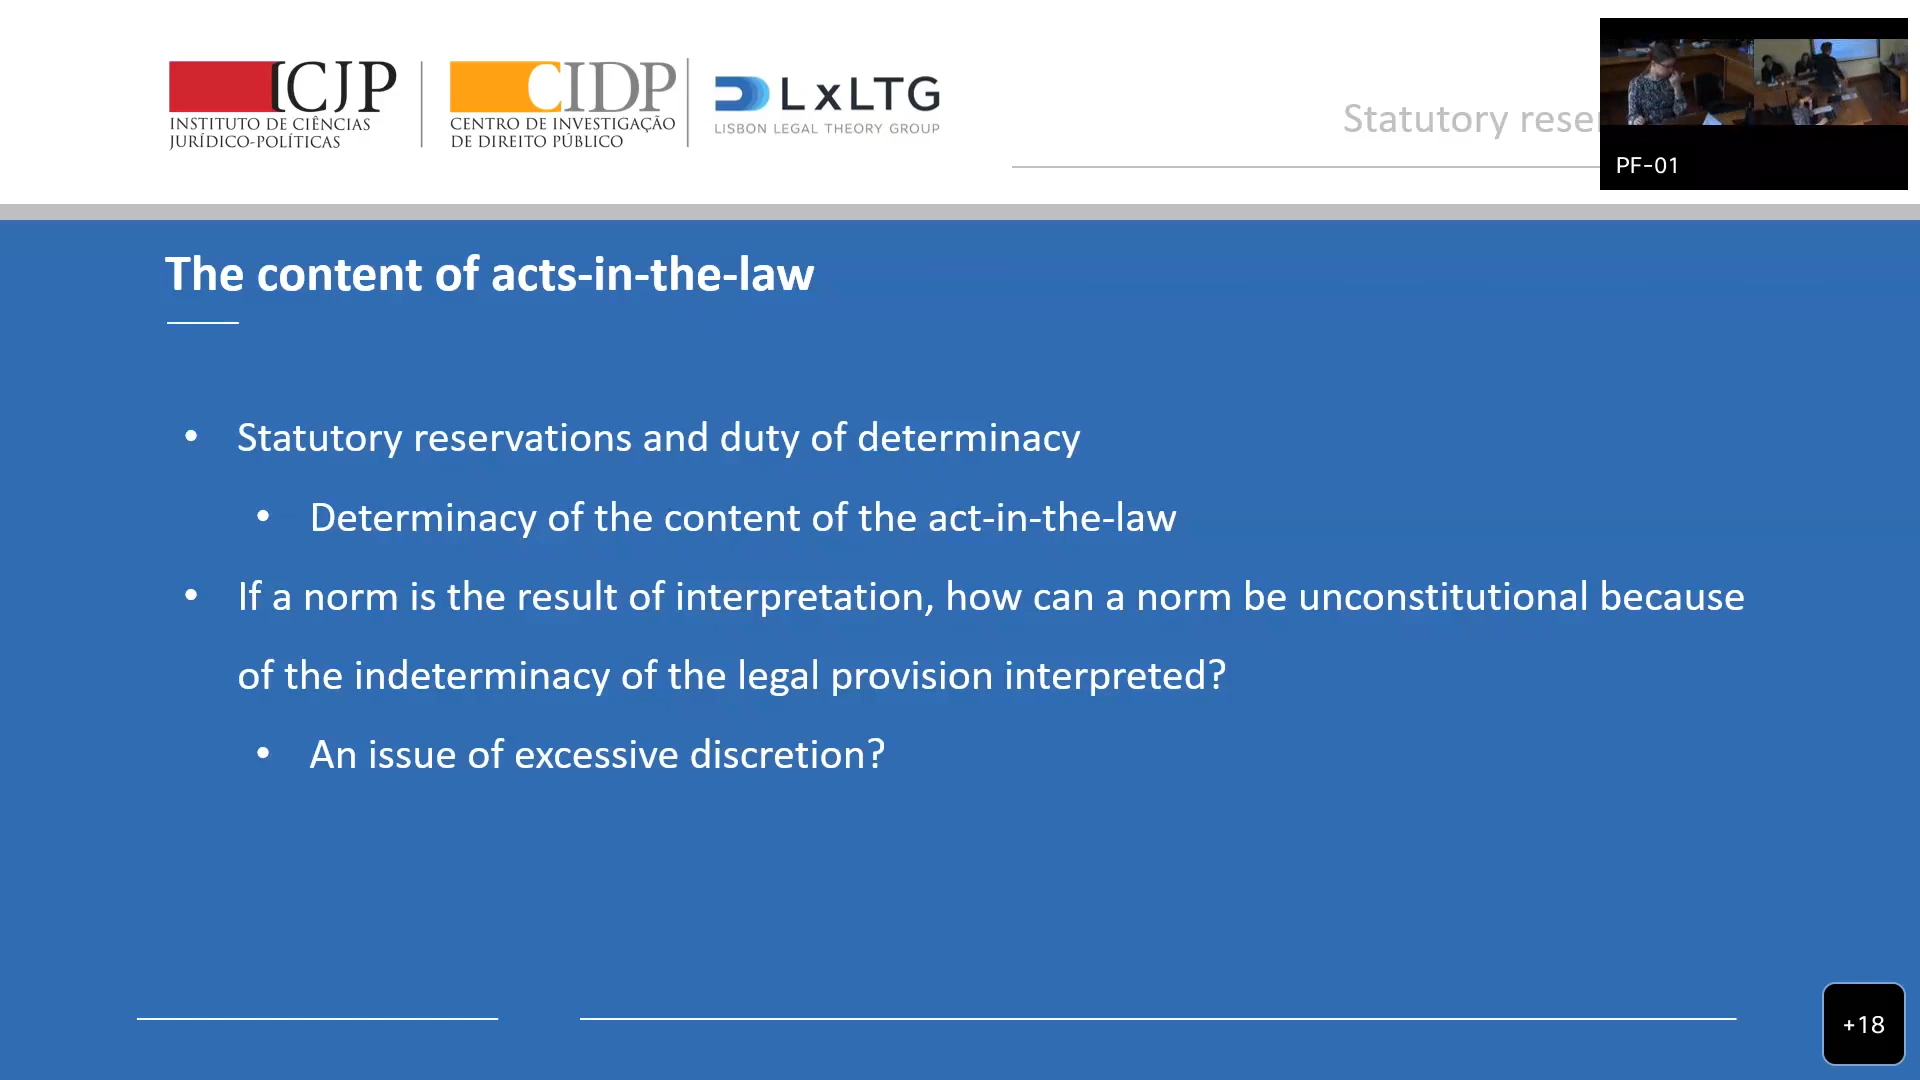 ICJP
INSTITUTO DE CIÊNCIAS
JURÍDICO-POLÍTICAS
CIDP
CENTRO DE INVESTIGAÇÃO
DE DIREITO PÚBLICO
LxLTG
LISBON LEGAL THEORY GROUP
Statutory
PF-01
The content of acts-in-the-law
• Statutory reservations and duty of determinacy
• Determinacy of the content of the act-in-the-law
• If a norm is the result of interpretation, how can a norm be unconstitutional because
of the indeterminacy of the legal provision interpreted?
• An issue of excessive discretion?
+18